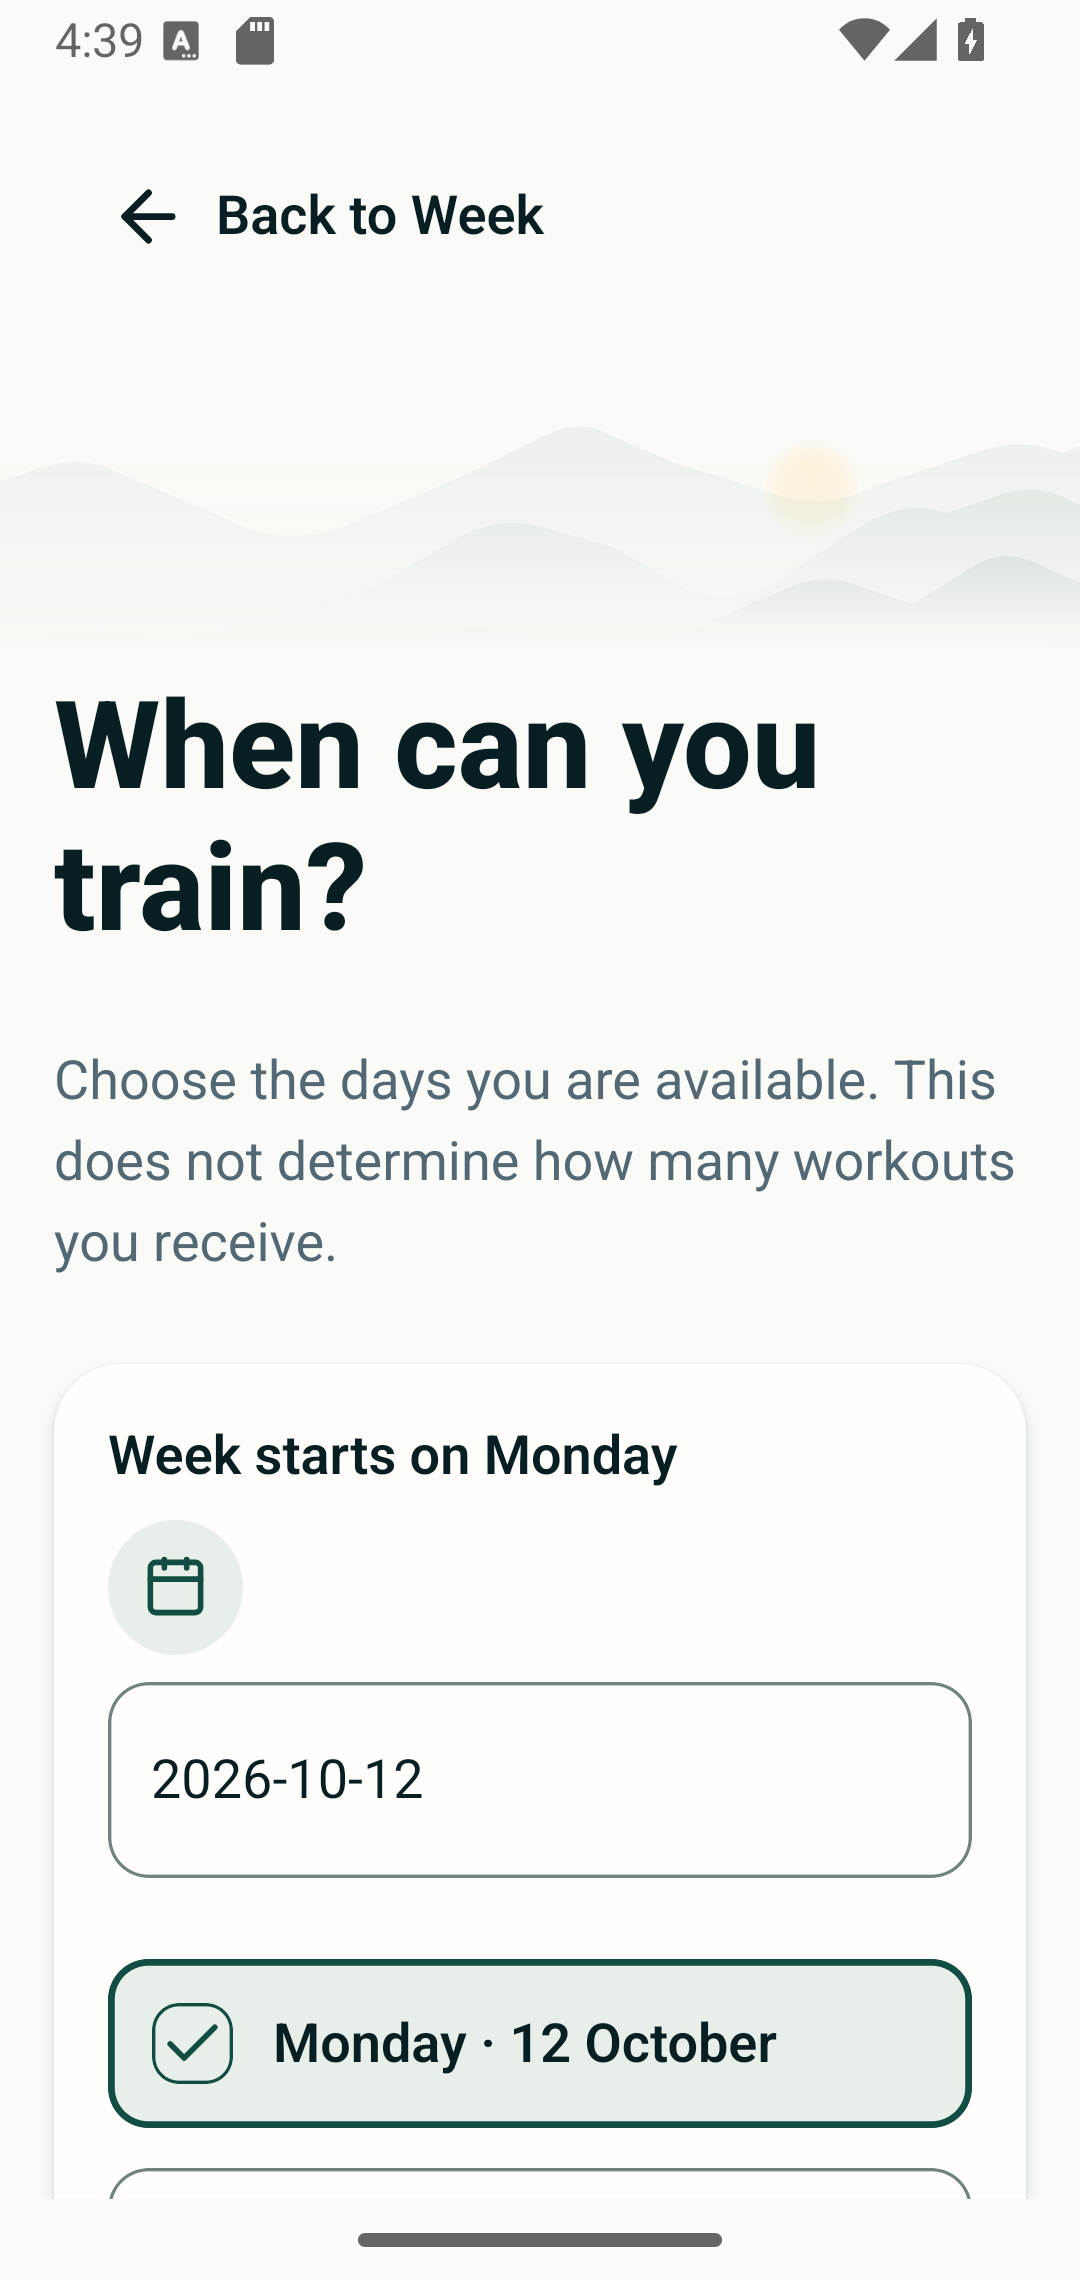 4:39
Back to Week
When can you
train?
Choose the days you are available. This
does not determine how many workouts
you receive.
Week starts on Monday
2026-10-12
Monday · 12 October